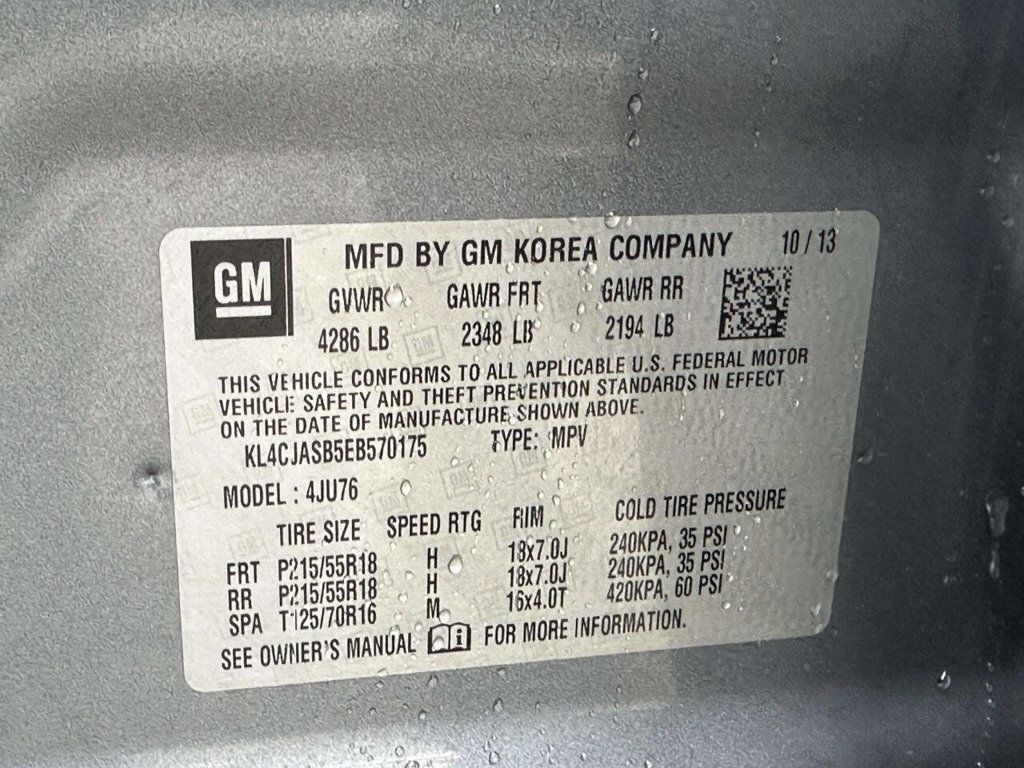 GM
MFD BY GM KOREA COMPANY 10 / 13
GVWR GAWR FRT GAWR RR
4286 LB 2348 LB 2194 LB
THIS VEHICLE CONFORMS TO ALL APPLICABLE U.S. FEDERAL MOTOR
VEHICLE SAFETY AND THEFT PREVENTION STANDARDS IN EFFECT
ON THE DATE OF MANUFACTURE SHOWN ABOVE.
KL4CJASB5EB570175 TYPE: MPV
MODEL : 4JU76
TIRE SIZE SPEED RTG RIM COLD TIRE PRESSURE
FRT P215/55R18 H 18x7.0J 240KPA, 35 PSI
RR P215/55R18 H 18x7.0J 240KPA, 35 PSI
SPA T125/70R16 M 16x4.0T 420KPA, 60 PSI
SEE OWNER'S MANUAL FOR MORE INFORMATION.